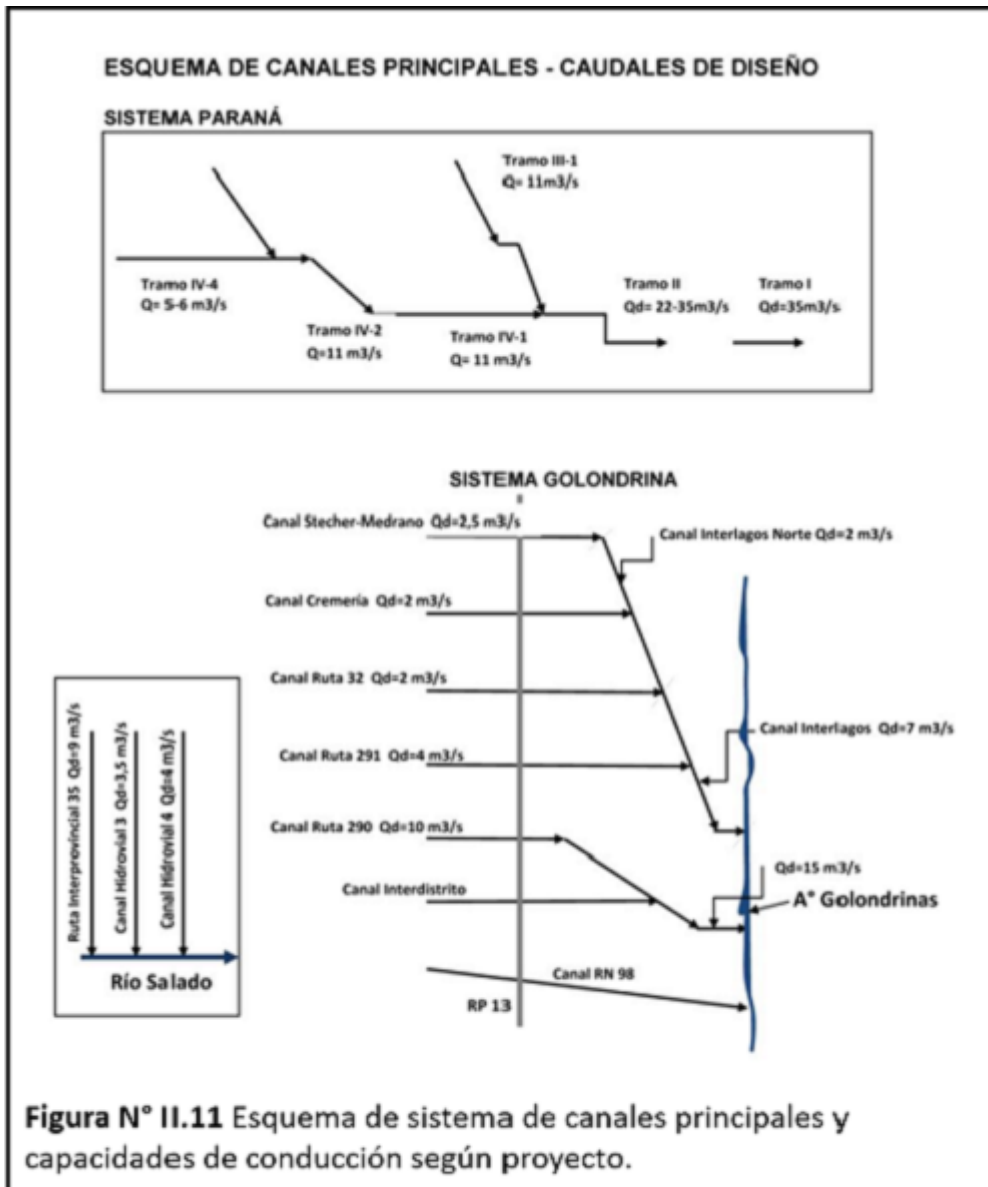 ESQUEMA DE CANALES PRINCIPALES - CAUDALES DE DISEÑO
SISTEMA PARANÁ
Tramo III-1
Q= 11m3/s
Tramo IV-4
Q= 5-6 m3/s
Tramo IV-2
Q=11 m3/s
Tramo IV-1
Q= 11 m3/s
Tramo II
Qd= 22-35m3/s
Tramo I
Qd=35m3/s
SISTEMA GOLONDRINA
Canal Stecher-Medrano Qd=2,5 m3/s
Canal Interlagos Norte Qd=2 m3/s
Canal Cremería Qd=2 m3/s
Canal Ruta 32 Qd=2 m3/s
Canal Interlagos Qd=7 m3/s
Canal Ruta 291 Qd=4 m3/s
Canal Ruta 290 Qd=10 m3/s
Qd=15 m3/s
Canal Interdistrito
A° Golondrinas
Canal RN 98
RP 13
Ruta Interprovincial 35 Qd=9 m3/s
Canal Hidrovial 3 Qd=3,5 m3/s
Canal Hidrovial 4 Qd=4 m3/s
Río Salado
Figura N° II.11 Esquema de sistema de canales principales y
capacidades de conducción según proyecto.